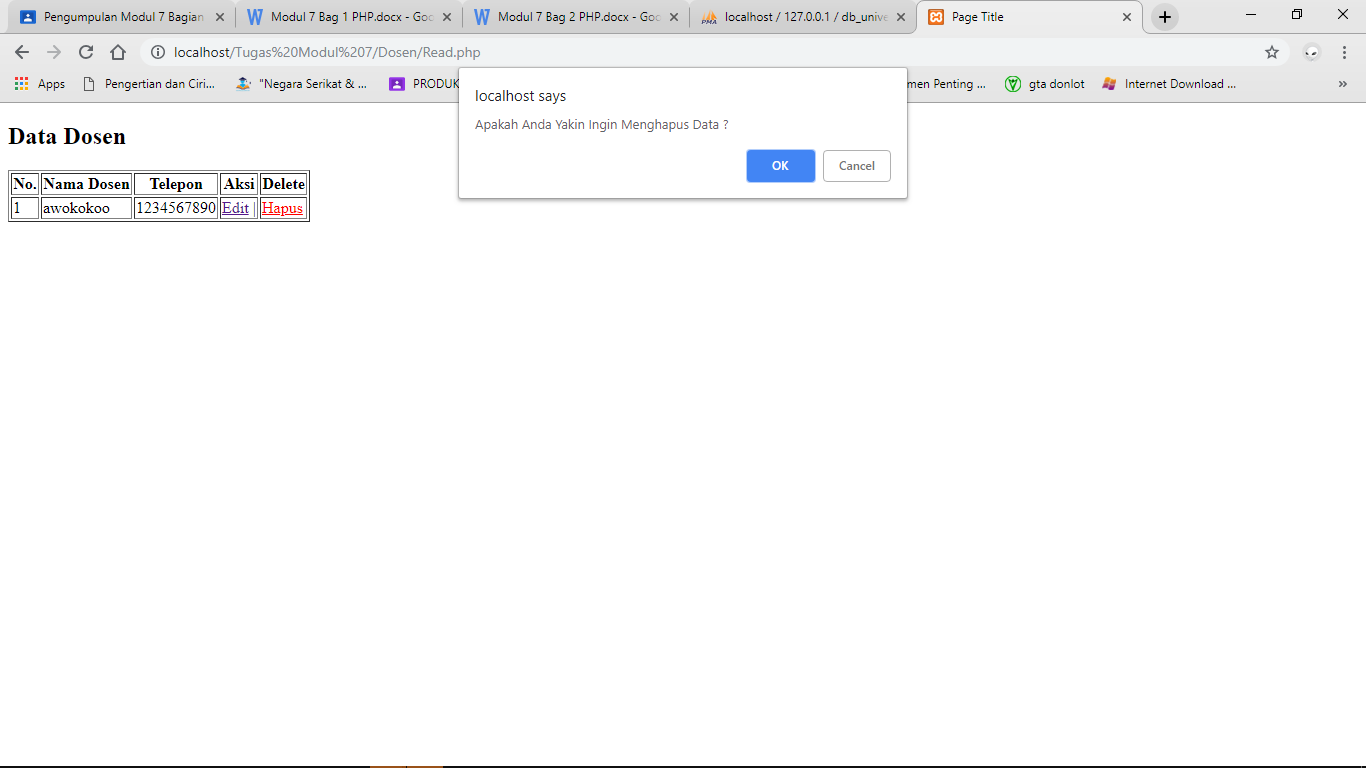 Pengumpulan Modul 7 Bagian
Modul 7 Bag 1 PHP.docx - Goo
Modul 7 Bag 2 PHP.docx - Goo
localhost / 127.0.0.1 / db_unive
Page Title
localhost/Tugas%20Modul%207/Dosen/Read.php
Apps
Pengertian dan Ciri...
"Negara Serikat & ...
PRODUK
men Penting ...
gta donlot
Internet Download ...
»
localhost says
Apakah Anda Yakin Ingin Menghapus Data ?
OK
Cancel
Data Dosen
No. Nama Dosen Telepon Aksi Delete
1 awokokoo 1234567890 Edit | Hapus